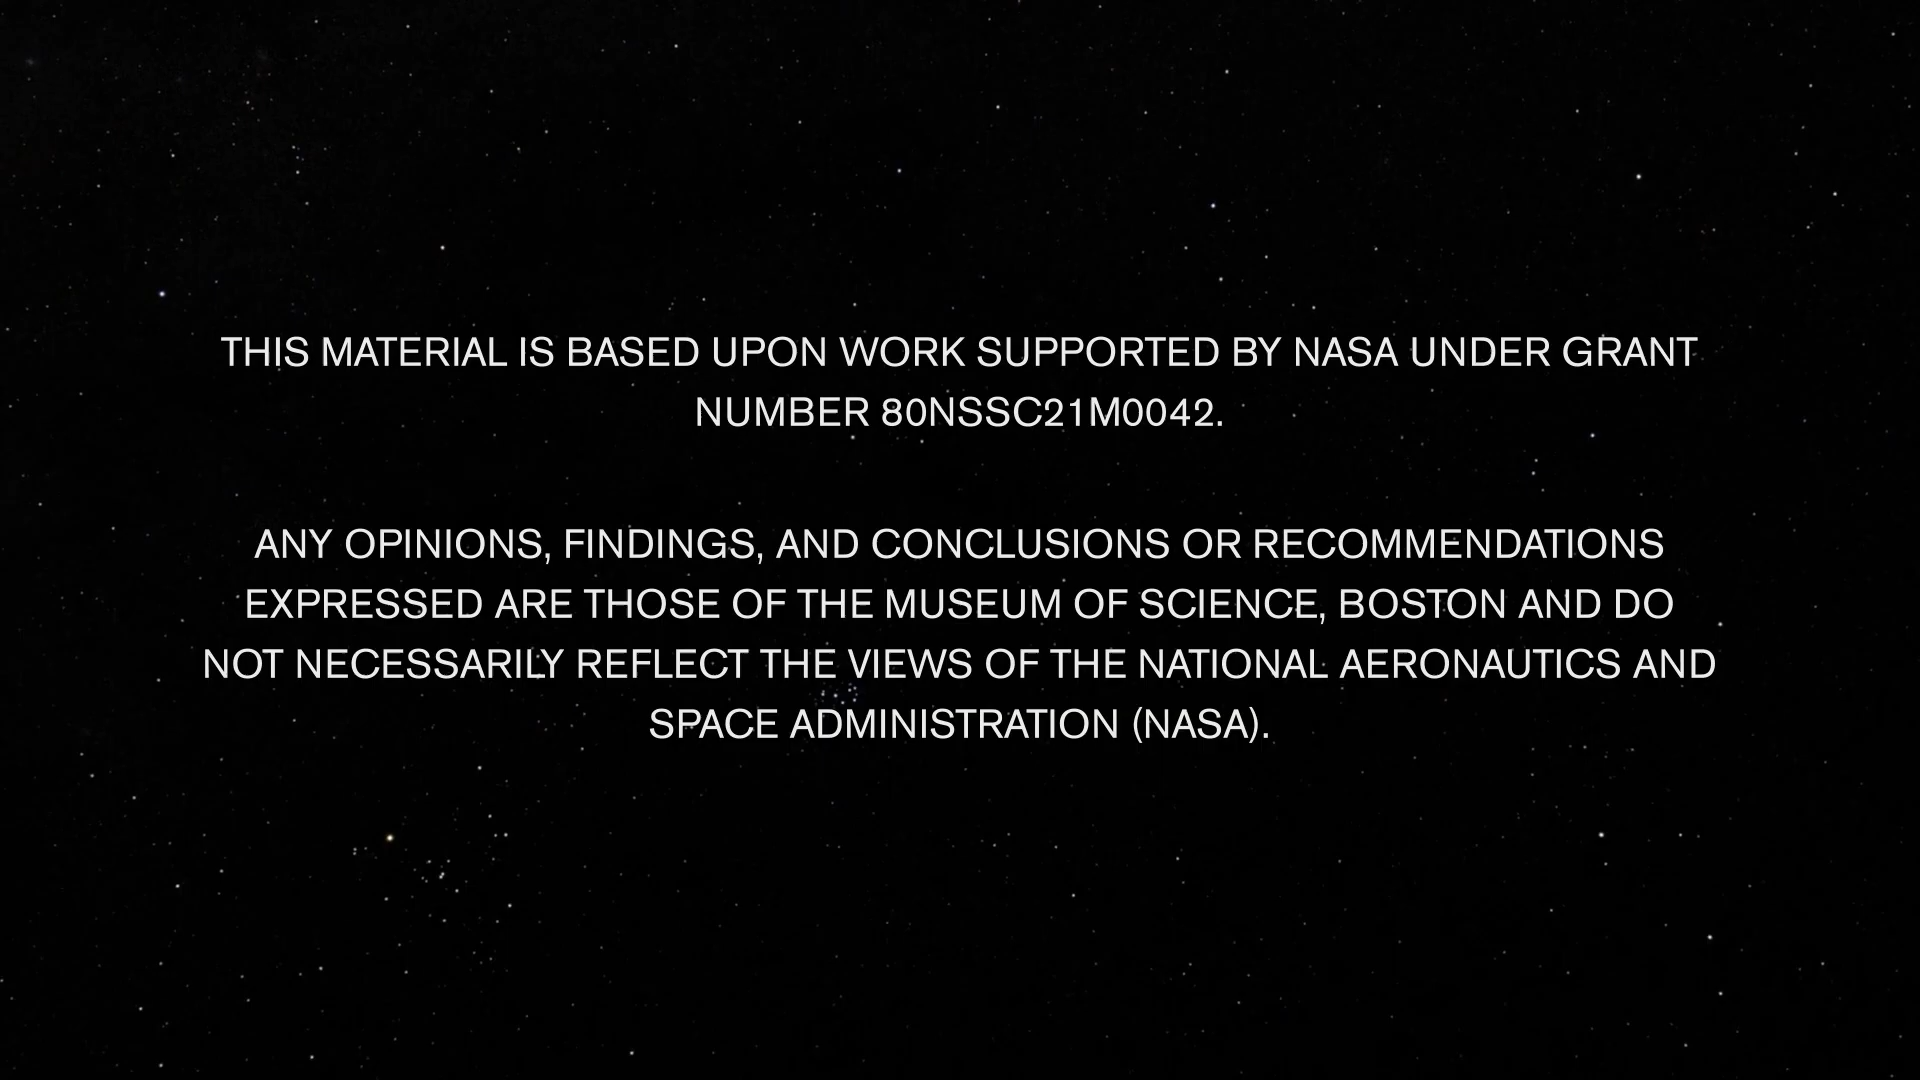 THIS MATERIAL IS BASED UPON WORK SUPPORTED BY NASA UNDER GRANT
NUMBER 80NSSC21M0042.
ANY OPINIONS, FINDINGS, AND CONCLUSIONS OR RECOMMENDATIONS
EXPRESSED ARE THOSE OF THE MUSEUM OF SCIENCE, BOSTON AND DO
NOT NECESSARILY REFLECT THE VIEWS OF THE NATIONAL AERONAUTICS AND
SPACE ADMINISTRATION (NASA).